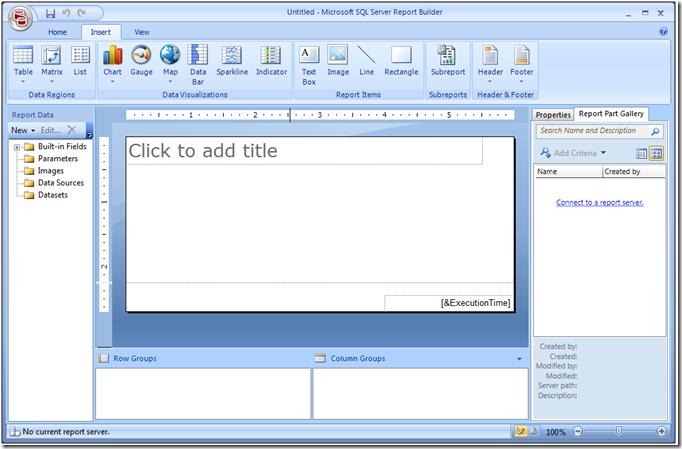 Untitled - Microsoft SQL Server Report Builder
Home Insert View
Table Matrix List Chart Gauge Map Data Bar Sparkline Indicator Text Box Image Line Rectangle Subreport Header Footer
Data Regions Data Visualizations Report Items Subreports Header & Footer
Report Data
New Edit...
Built-in Fields
Parameters
Images
Data Sources
Datasets
1 2 3 4 5
1
2
Click to add title
[&ExecutionTime]
Row Groups Column Groups
Properties Report Part Gallery
Search Name and Description
Add Criteria
Name Created by
Connect to a report server.
Created by:
Created:
Modified by:
Modified:
Server path:
Description:
No current report server. 100%